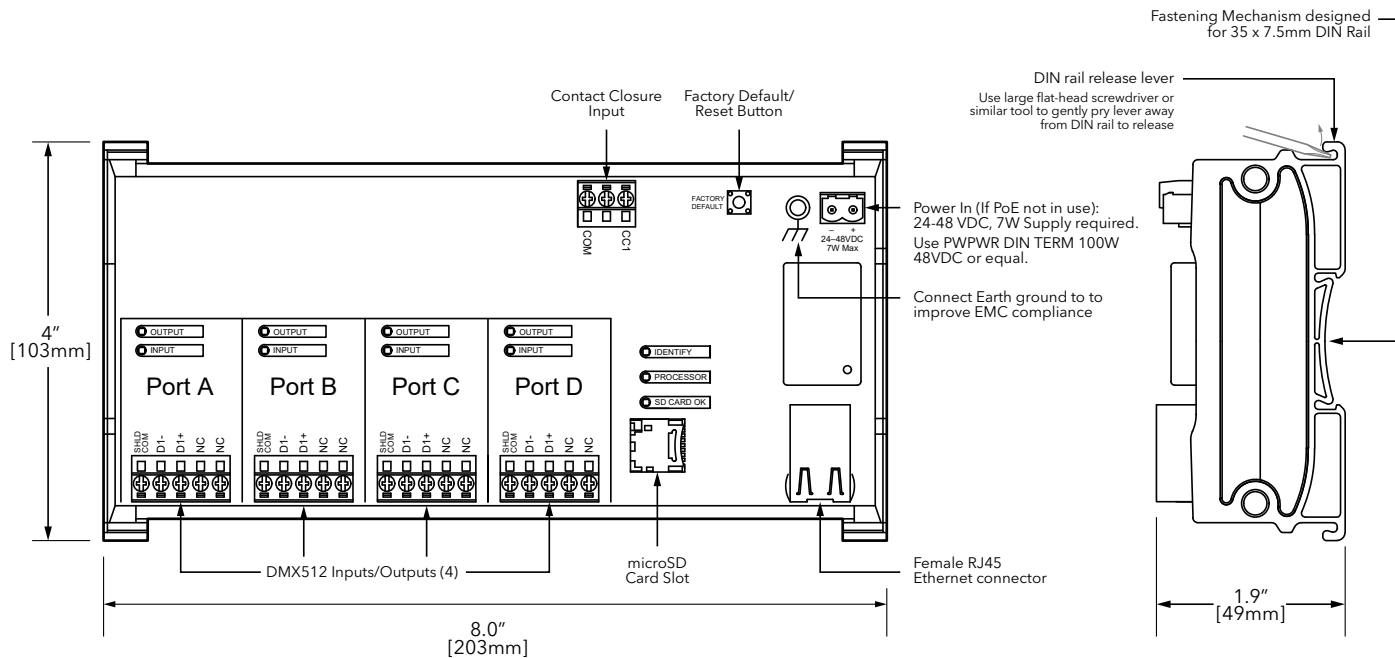 Fastening Mechanism designed
for 35 x 7.5mm DIN Rail
DIN rail release lever
Use large flat-head screwdriver or
similar tool to gently pry lever away
from DIN rail to release
Contact Closure
Input
Factory Default/
Reset Button
FACTORY
DEFAULT
COM
CC1
– +
24–48VDC
7W Max
Power In (If PoE not in use):
24-48 VDC, 7W Supply required.
Use PWPWR DIN TERM 100W
48VDC or equal.
Connect Earth ground to to
improve EMC compliance
4”
[103mm]
OUTPUT
INPUT
Port A
SHLD
COM
D1-
D1+
NC
NC
OUTPUT
INPUT
Port B
SHLD
COM
D1-
D1+
NC
NC
OUTPUT
INPUT
Port C
SHLD
COM
D1-
D1+
NC
NC
OUTPUT
INPUT
Port D
SHLD
COM
D1-
D1+
NC
NC
IDENTIFY
PROCESSOR
SD CARD OK
DMX512 Inputs/Outputs (4)
microSD
Card Slot
Female RJ45
Ethernet connector
8.0”
[203mm]
1.9”
[49mm]